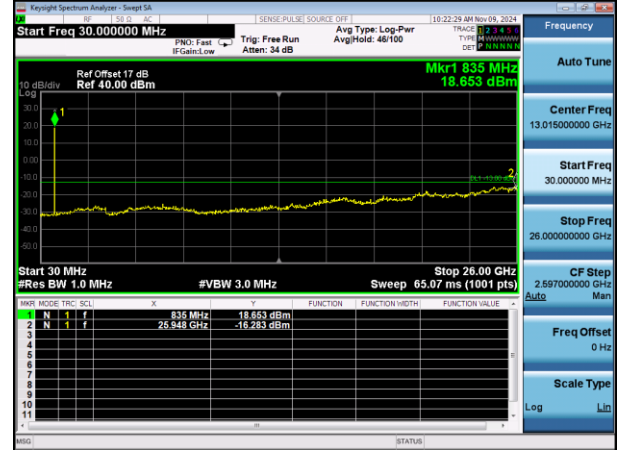 Keysight Spectrum Analyzer - Swept SA
LXI RF 50 Ω AC SENSE:PULSE SOURCE OFF 10:22:29 AM Nov 09, 2024
Start Freq 30.000000 MHz
PNO: Fast
IFGain:Low
Trig: Free Run
Atten: 34 dB
Avg Type: Log-Pwr
Avg|Hold: 46/100
TRACE 1 2 3 4 5 6
TYPE M W W W W W
DET P N N N N N
Ref Offset 17 dB
10 dB/div Ref 40.00 dBm
Log
Mkr1 835 MHz
18.653 dBm
30.0
20.0
10.0
0.00
-10.0
-20.0
-30.0
-40.0
-50.0
1
2
DL1 -13.00 dBm
Start 30 MHz
#Res BW 1.0 MHz
#VBW 3.0 MHz
Stop 26.00 GHz
Sweep 65.07 ms (1001 pts)
MKR MODE TRC SCL X Y FUNCTION FUNCTION WIDTH FUNCTION VALUE
1 N 1 f 835 MHz 18.653 dBm
2 N 1 f 25.948 GHz -16.283 dBm
3
4
5
6
7
8
9
10
11
MSG STATUS
Frequency
Auto Tune
Center Freq
13.015000000 GHz
Start Freq
30.000000 MHz
Stop Freq
26.000000000 GHz
CF Step
2.597000000 GHz
Auto Man
Freq Offset
0 Hz
Scale Type
Log Lin